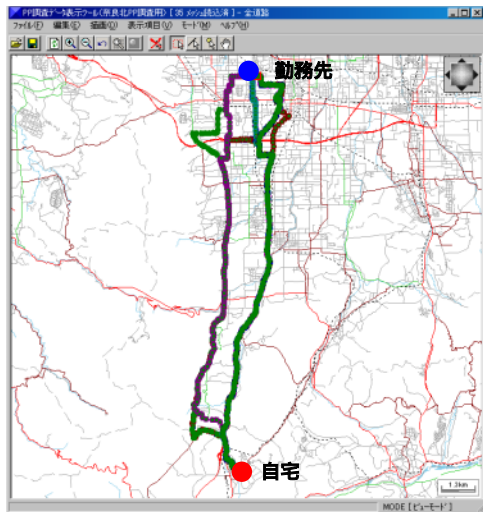 PP調査データ表示ツール(奈良北PP調査用) [ 35 メッシュ読込済 ] - 全道路
ファイル(F) 編集(E) 描画(O) 表示項目(V) モード(M) ヘルプ(H)
勤務先
自宅
1.3km
MODE [ ビューモード ]